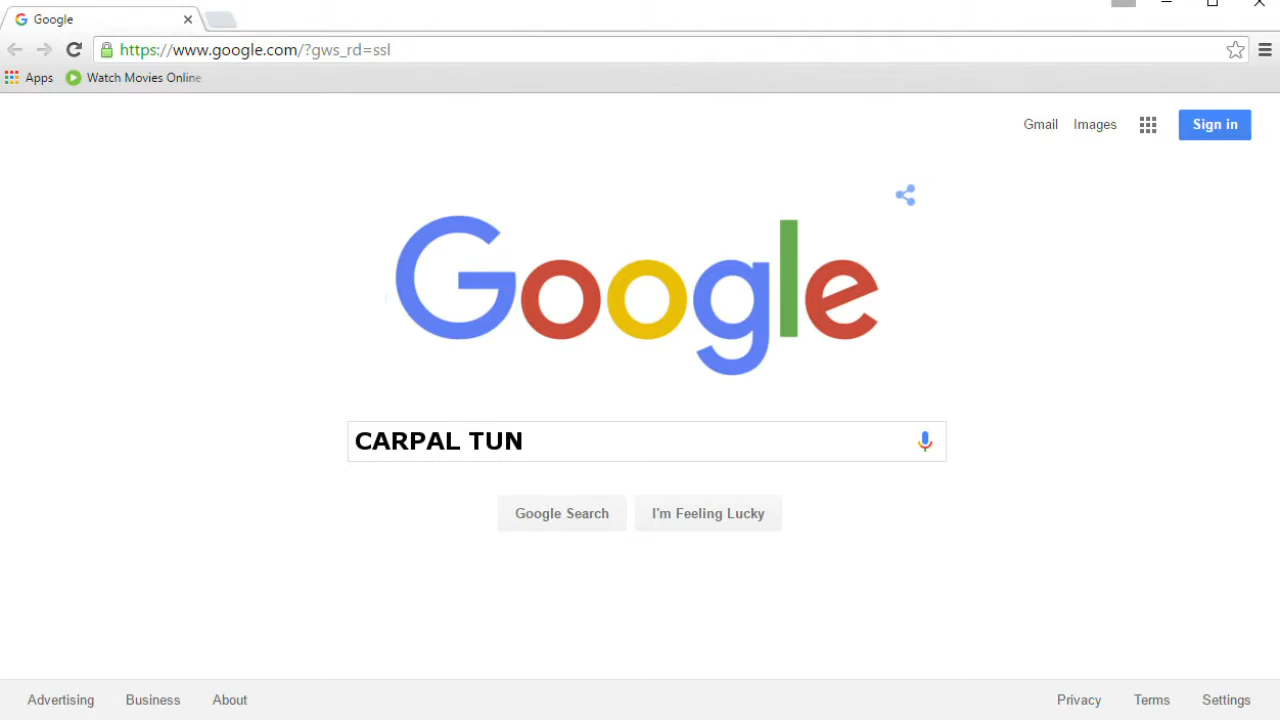 Google
https://www.google.com/?gws_rd=ssl
Apps Watch Movies Online
Gmail Images Sign in
Google
CARPAL TUN
Google Search I'm Feeling Lucky
Advertising Business About Privacy Terms Settings